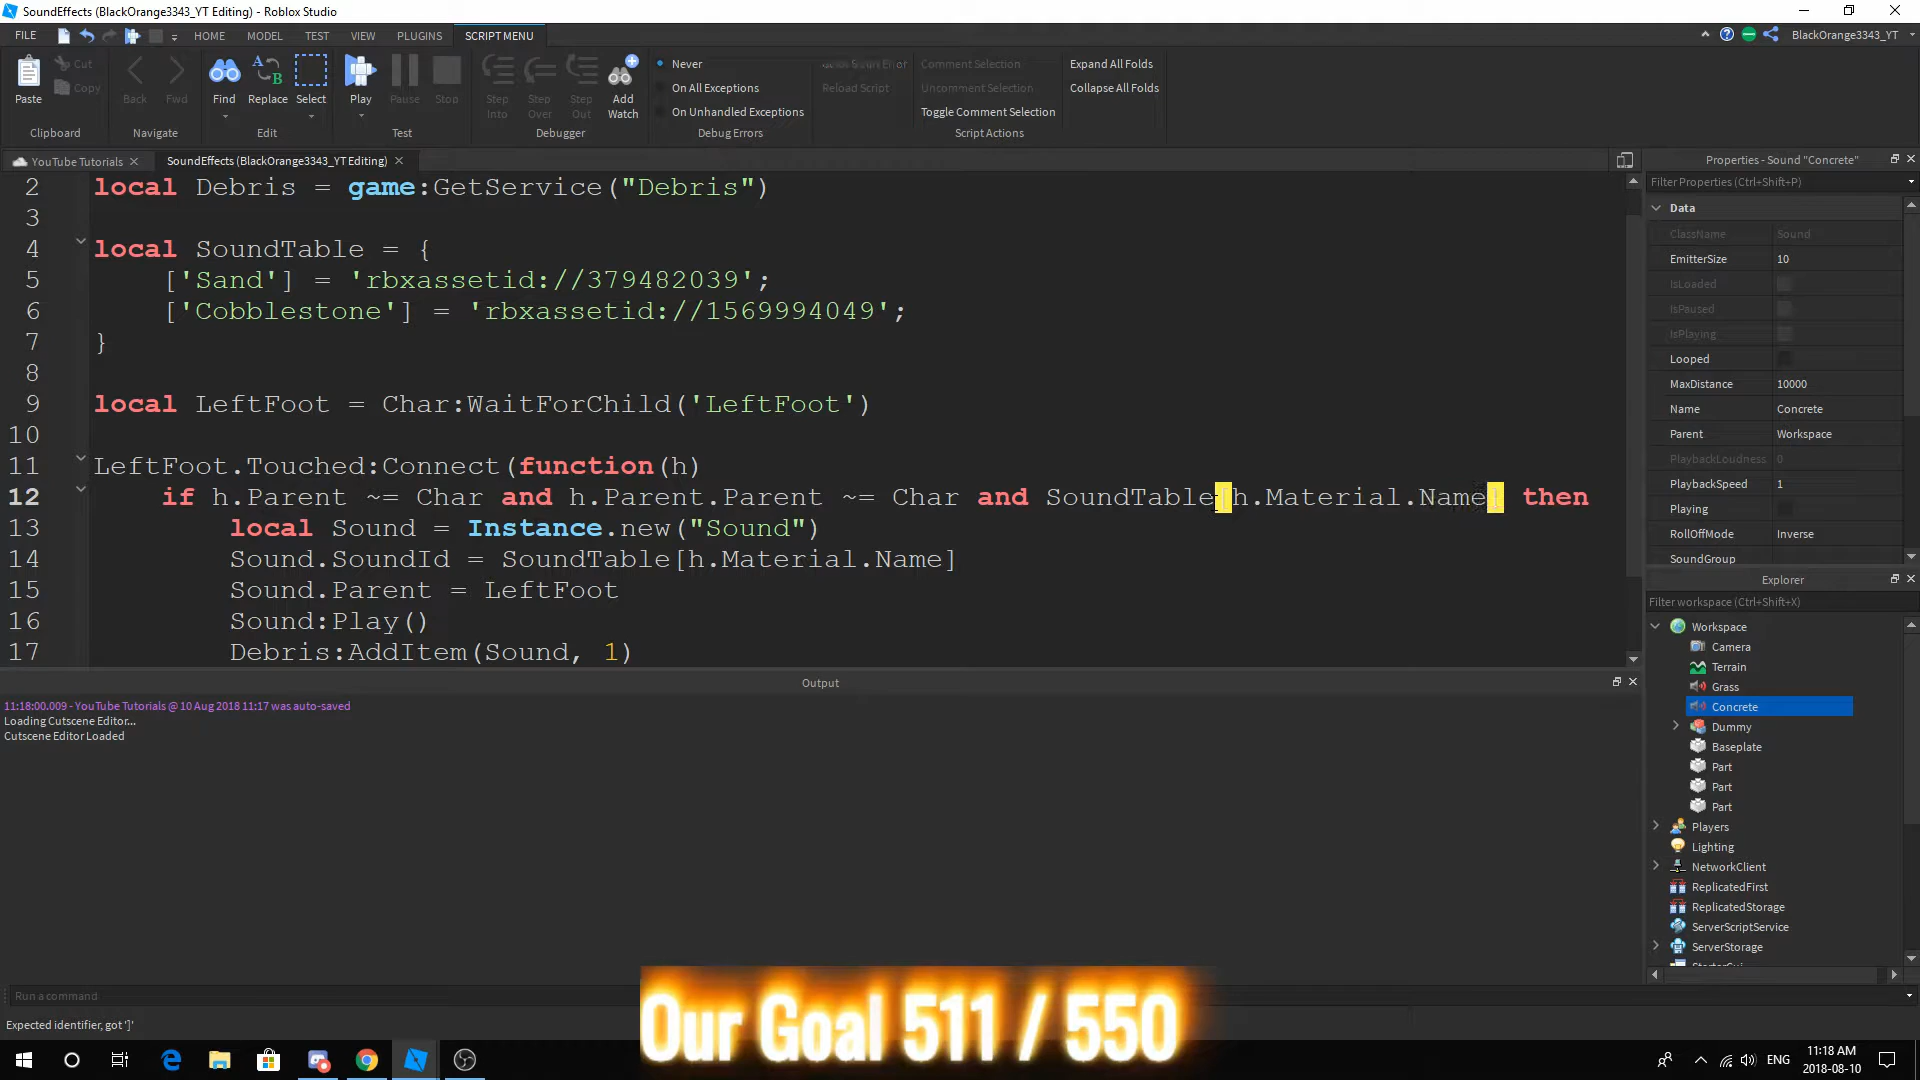 SoundEffects (BlackOrange3343_YT Editing) - Roblox Studio
FILE HOME MODEL TEST VIEW PLUGINS SCRIPT MENU BlackOrange3343_YT
Paste Cut Copy Back Fwd Find Replace Select Play Pause Stop Step Into Step Over Step Out Add Watch
Never
On All Exceptions
On Unhandled Exceptions
Reload Script
Comment Selection
Uncomment Selection
Toggle Comment Selection
Expand All Folds
Collapse All Folds
Clipboard Navigate Edit Test Debugger Debug Errors Script Actions
YouTube Tutorials SoundEffects (BlackOrange3343_YT Editing)
2 local Debris = game:GetService("Debris")
3
4 local SoundTable = {
5 ['Sand'] = 'rbxassetid://379482039';
6 ['Cobblestone'] = 'rbxassetid://1569994049';
7 }
8
9 local LeftFoot = Char:WaitForChild('LeftFoot')
10
11 LeftFoot.Touched:Connect(function(h)
12 if h.Parent ~= Char and h.Parent.Parent ~= Char and SoundTable[h.Material.Name] then
13 local Sound = Instance.new("Sound")
14 Sound.SoundId = SoundTable[h.Material.Name]
15 Sound.Parent = LeftFoot
16 Sound:Play()
17 Debris:AddItem(Sound, 1)
Properties - Sound "Concrete"
Filter Properties (Ctrl+Shift+P)
Data
ClassName Sound
EmitterSize 10
IsLoaded
IsPaused
IsPlaying
Looped
MaxDistance 10000
Name Concrete
Parent Workspace
PlaybackLoudness 0
PlaybackSpeed 1
Playing
RollOffMode Inverse
SoundGroup
Explorer
Filter workspace (Ctrl+Shift+X)
Workspace
Camera
Terrain
Grass
Concrete
Dummy
Baseplate
Part
Part
Part
Players
Lighting
NetworkClient
ReplicatedFirst
ReplicatedStorage
ServerScriptService
ServerStorage
Output
11:18:00.009 - YouTube Tutorials @ 10 Aug 2018 11:17 was auto-saved
Loading Cutscene Editor...
Cutscene Editor Loaded
Run a command
Expected identifier, got ']'
Our Goal 511 / 550
ENG
11:18 AM
2018-08-10